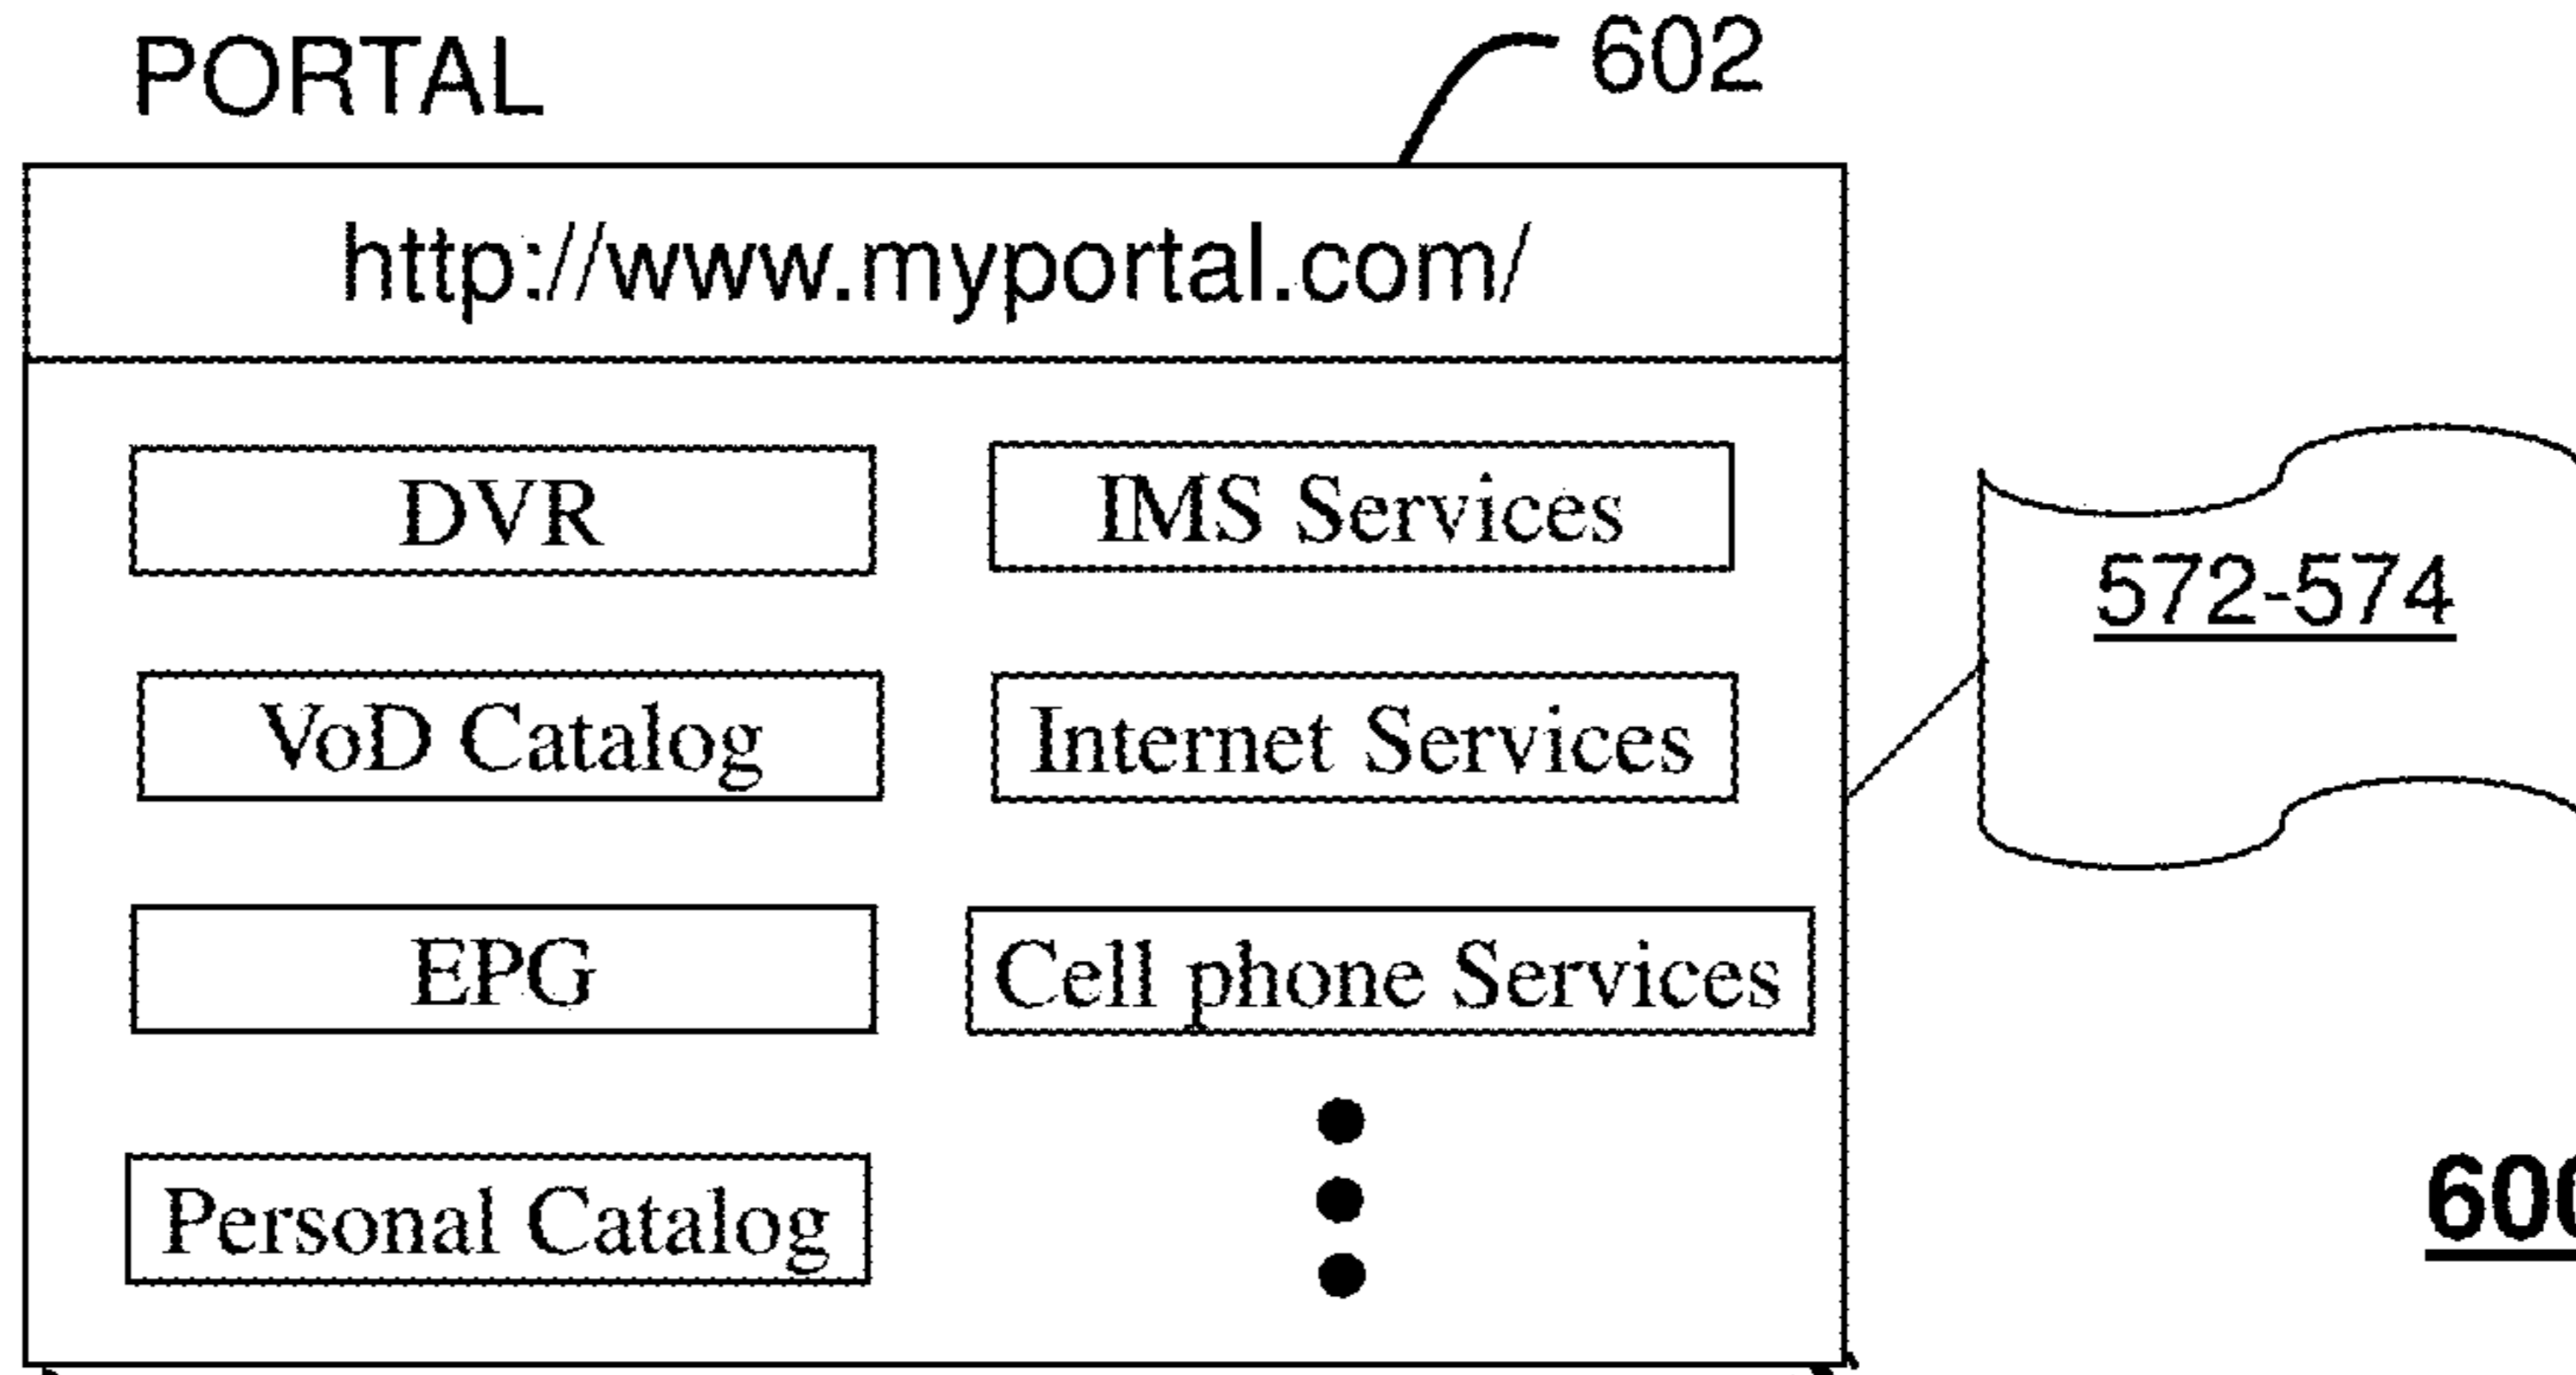 PORTAL
602
http://www.myportal.com/
DVR
IMS Services
572-574
VoD Catalog
Internet Services
EPG
Cell phone Services
Personal Catalog